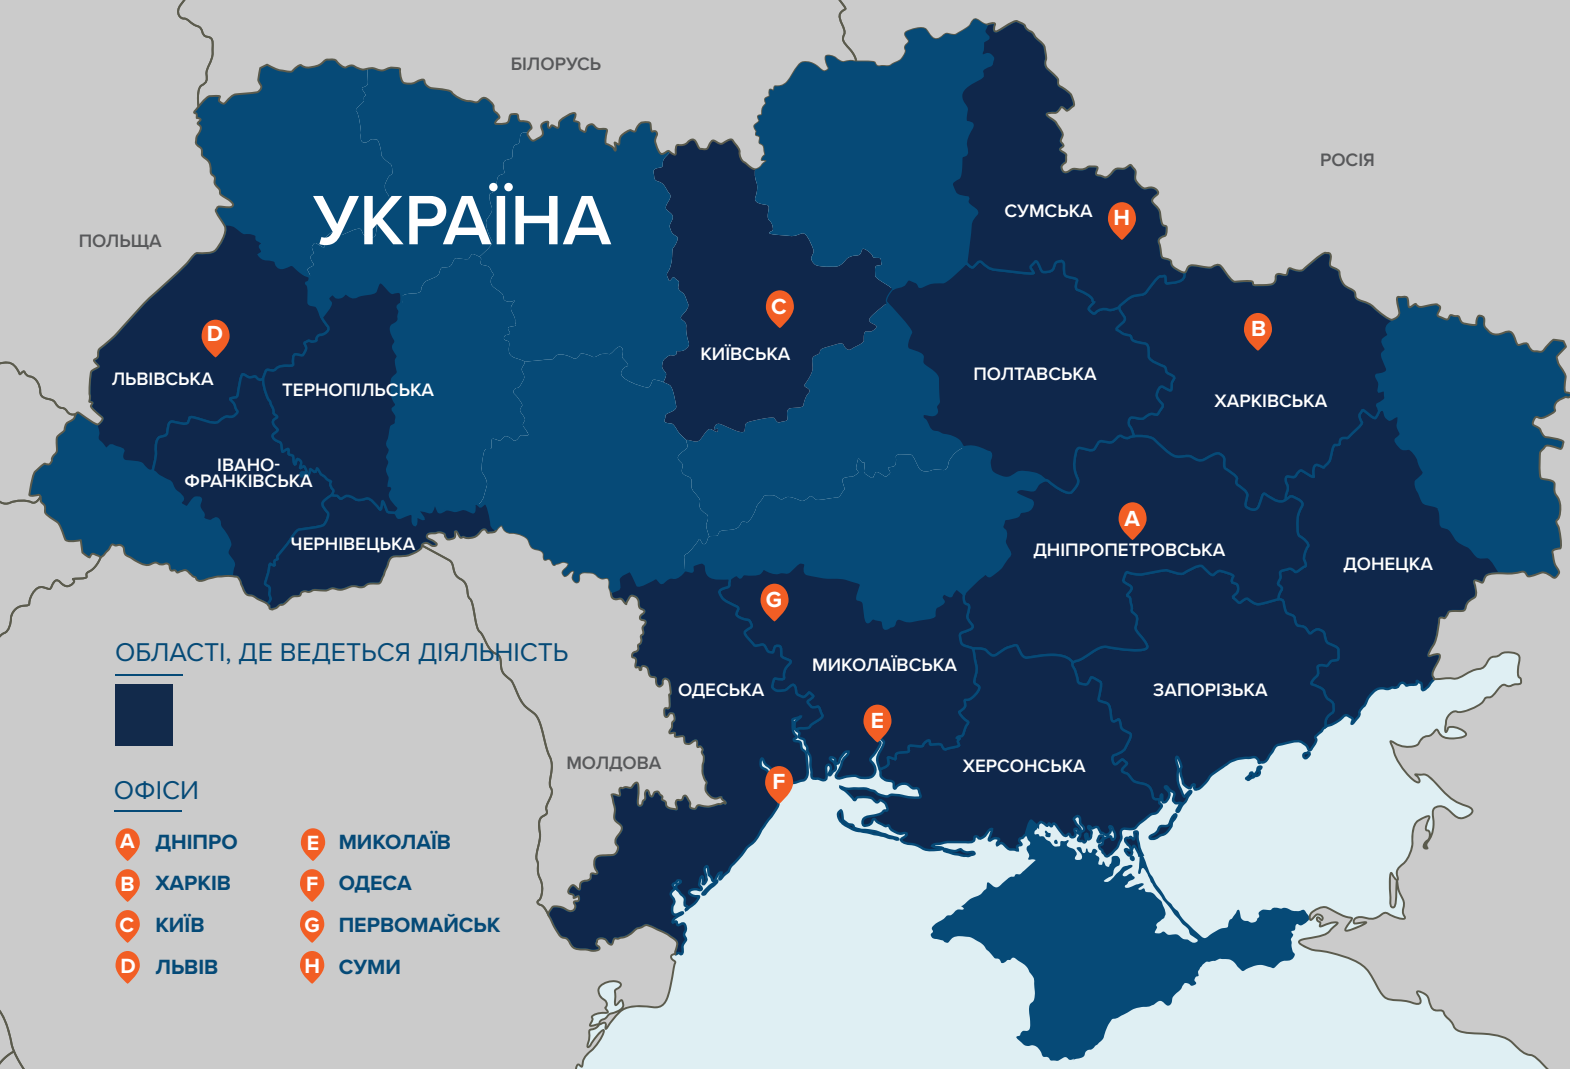 БІЛОРУСЬ
РОСІЯ
ПОЛЬЩА
УКРАЇНА
СУМСЬКА
H
C
D
B
КИЇВСЬКА
ЛЬВІВСЬКА
ТЕРНОПІЛЬСЬКА
ПОЛТАВСЬКА
ХАРКІВСЬКА
ІВАНО-
ФРАНКІВСЬКА
A
ЧЕРНІВЕЦЬКА
ДНІПРОПЕТРОВСЬКА
ДОНЕЦКА
G
МИКОЛАЇВСЬКА
ОДЕСЬКА
ЗАПОРІЗЬКА
E
МОЛДОВА
ХЕРСОНСЬКА
F
ОБЛАСТІ, ДЕ ВЕДЕТЬСЯ ДІЯЛЬНІСТЬ
ОФІСИ
A ДНІПРО
B ХАРКІВ
C КИЇВ
D ЛЬВІВ
E МИКОЛАЇВ
F ОДЕСА
G ПЕРВОМАЙСЬК
H СУМИ